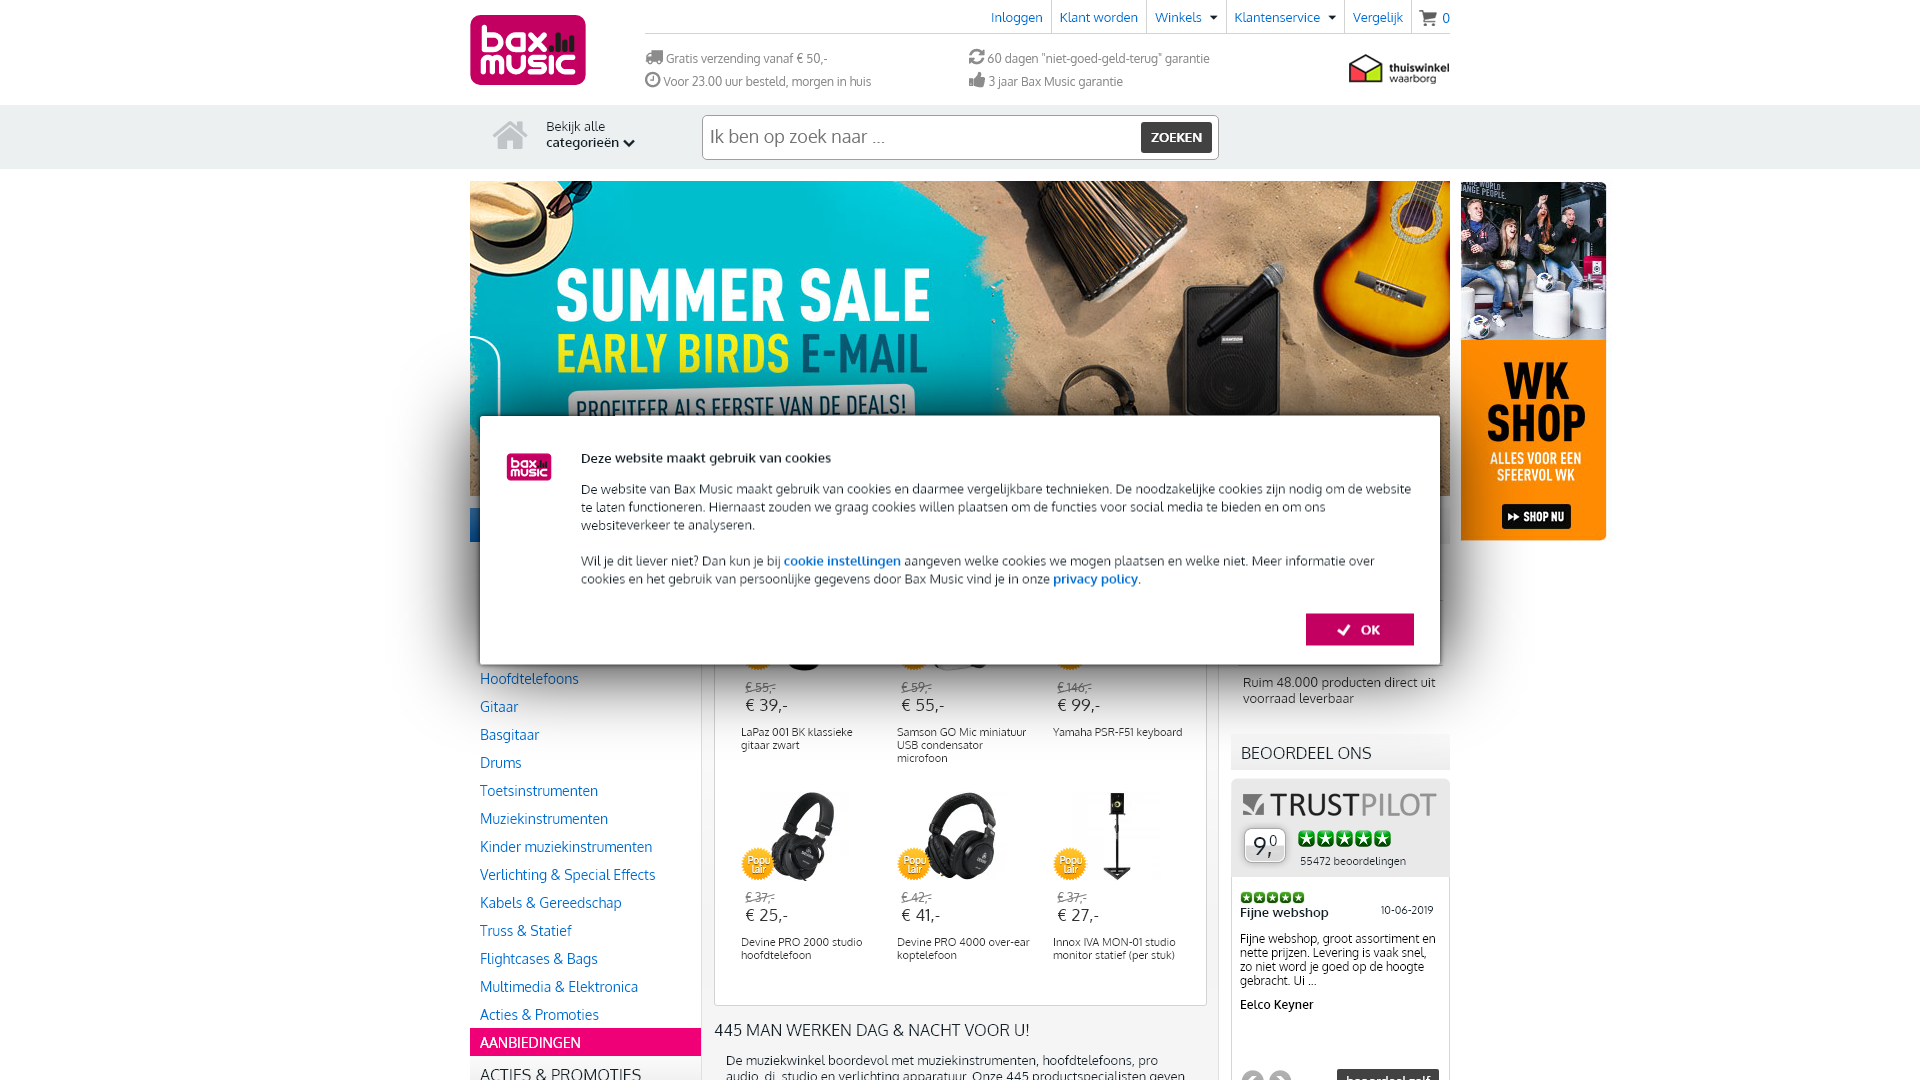 bax
music
Inloggen
Klant worden
Winkels
Klantenservice
Vergelijk
0
Gratis verzending vanaf € 50,-
60 dagen "niet-goed-geld-terug" garantie
Voor 23.00 uur besteld, morgen in huis
3 jaar Bax Music garantie
thuiswinkel
waarborg
Bekijk alle
categorieën
Ik ben op zoek naar ...
ZOEKEN
SUMMER SALE
EARLY BIRDS E-MAIL
PROFITEER ALS EERSTE VAN DE DEALS!
WK
SHOP
ALLES VOOR EEN
SFEERVOL WK
SHOP NU
bax
music
Deze website maakt gebruik van cookies
De website van Bax Music maakt gebruik van cookies en daarmee vergelijkbare technieken. De noodzakelijke cookies zijn nodig om de website
te laten functioneren. Hiernaast zouden we graag cookies willen plaatsen om de functies voor social media te bieden en om ons
websiteverkeer te analyseren.
Wil je dit liever niet? Dan kun je bij cookie instellingen aangeven welke cookies we mogen plaatsen en welke niet. Meer informatie over
cookies en het gebruik van persoonlijke gegevens door Bax Music vind je in onze privacy policy.
OK
Hoofdtelefoons
Gitaar
Basgitaar
Drums
Toetsinstrumenten
Muziekinstrumenten
Kinder muziekinstrumenten
Verlichting & Special Effects
Kabels & Gereedschap
Truss & Statief
Flightcases & Bags
Multimedia & Elektronica
Acties & Promoties
AANBIEDINGEN
ACTIES & PROMOTIES
€ 55,-
€ 39,-
LaPaz 001 BK klassieke
gitaar zwart
€ 59,-
€ 55,-
Samson GO Mic miniatuur
USB condensator
microfoon
€ 146,-
€ 99,-
Yamaha PSR-F51 keyboard
Popu
lair
€ 37,-
€ 25,-
Devine PRO 2000 studio
hoofdtelefoon
Popu
lair
€ 42,-
€ 41,-
Devine PRO 4000 over-ear
koptelefoon
Popu
lair
€ 37,-
€ 27,-
Innox IVA MON-01 studio
monitor statief (per stuk)
445 MAN WERKEN DAG & NACHT VOOR U!
De muziekwinkel boordevol met muziekinstrumenten, hoofdtelefoons, pro
audio, dj, studio en verlichting apparatuur. Onze 445 productspecialisten geven
Ruim 48.000 producten direct uit
voorraad leverbaar
BEOORDEEL ONS
TRUSTPILOT
9,0
55472 beoordelingen
Fijne webshop
10-06-2019
Fijne webshop, groot assortiment en
nette prijzen. Levering is vaak snel,
zo niet word je goed op de hoogte
gebracht. Ui ...
Eelco Keyner
beoordeel zelf